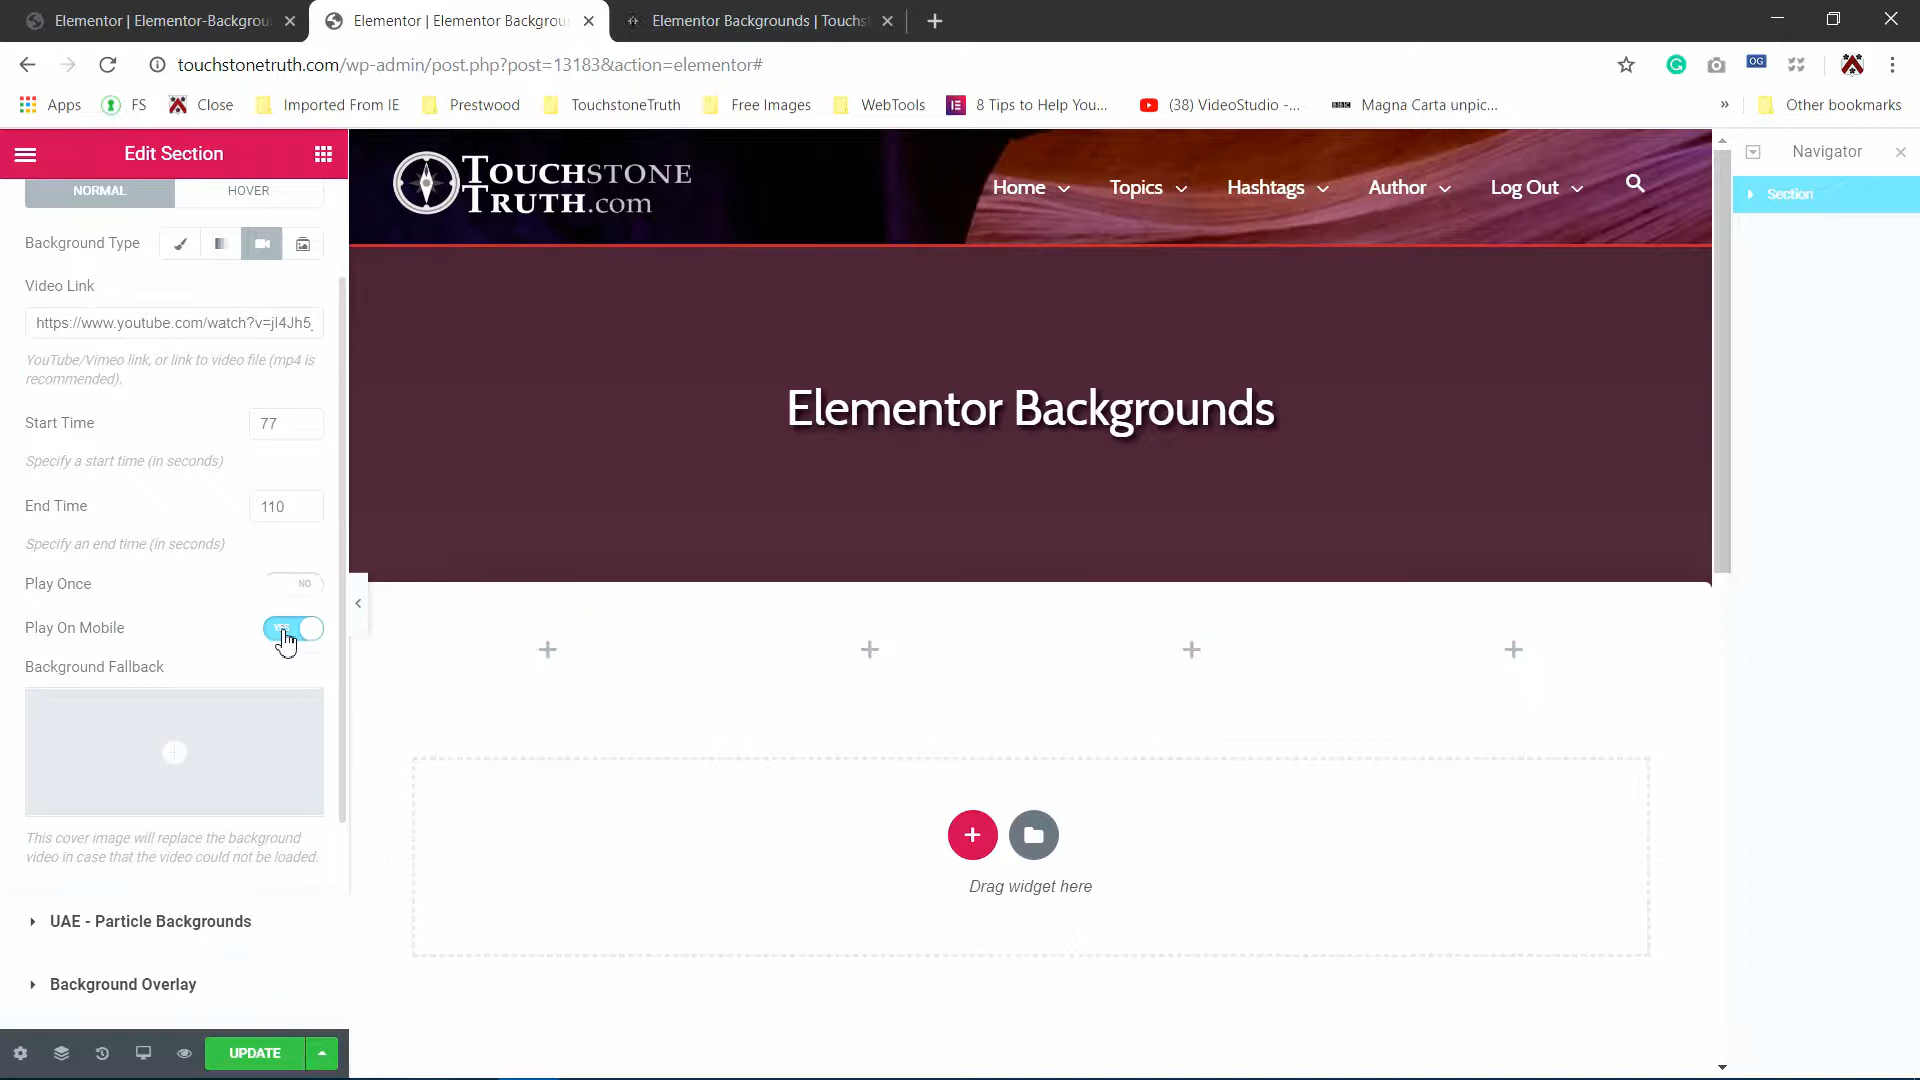 Elementor | Elementor-Backgrou
Elementor | Elementor Backgrou
Elementor Backgrounds | Touchs
touchstonetruth.com/wp-admin/post.php?post=13183&action=elementor#
OG
Apps
FS
Close
Imported From IE
Prestwood
TouchstoneTruth
Free Images
WebTools
8 Tips to Help You...
(38) VideoStudio -...
BBC
Magna Carta unpic...
»
Other bookmarks
Edit Section
TOUCHSTONE
TRUTH.com
Home
Topics
Hashtags
Author
Log Out
Navigator
Section
NORMAL
HOVER
Background Type
Video Link
https://www.youtube.com/watch?v=jI4Jh5_
YouTube/Vimeo link, or link to video file (mp4 is
recommended).
Start Time
77
Specify a start time (in seconds)
End Time
110
Specify an end time (in seconds)
Play Once
NO
Play On Mobile
YES
Background Fallback
This cover image will replace the background
video in case that the video could not be loaded.
UAE - Particle Backgrounds
Background Overlay
UPDATE
Elementor Backgrounds
Drag widget here